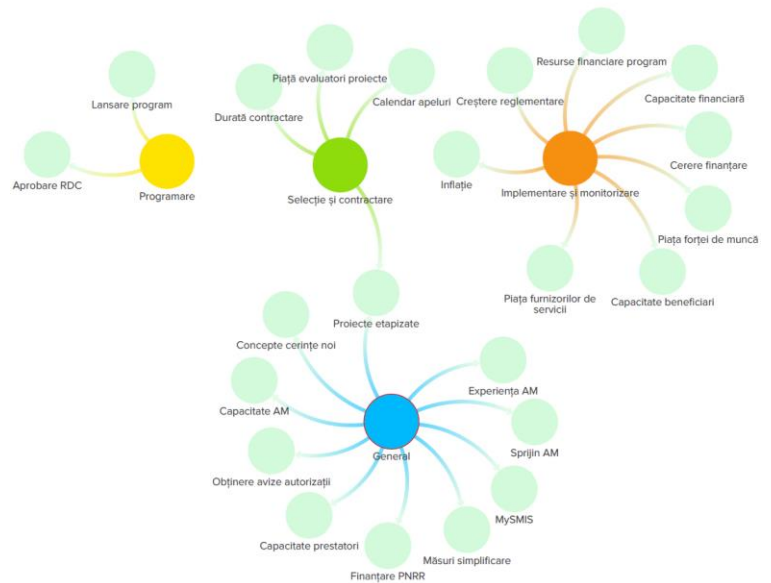 Lansare program
Aprobare RDC
Programare
Piață evaluatori proiecte
Durată contractare
Calendar apeluri
Selecție și contractare
Resurse financiare program
Creștere reglementare
Capacitate financiară
Cerere finanțare
Inflație
Implementare și monitorizare
Piața forței de muncă
Piața furnizorilor de
servicii
Capacitate beneficiari
Proiecte etapizate
Concepte cerințe noi
Experiența AM
Capacitate AM
Sprijin AM
General
Obținere avize autorizații
MySMIS
Capacitate prestatori
Măsuri simplificare
Finanțare PNRR